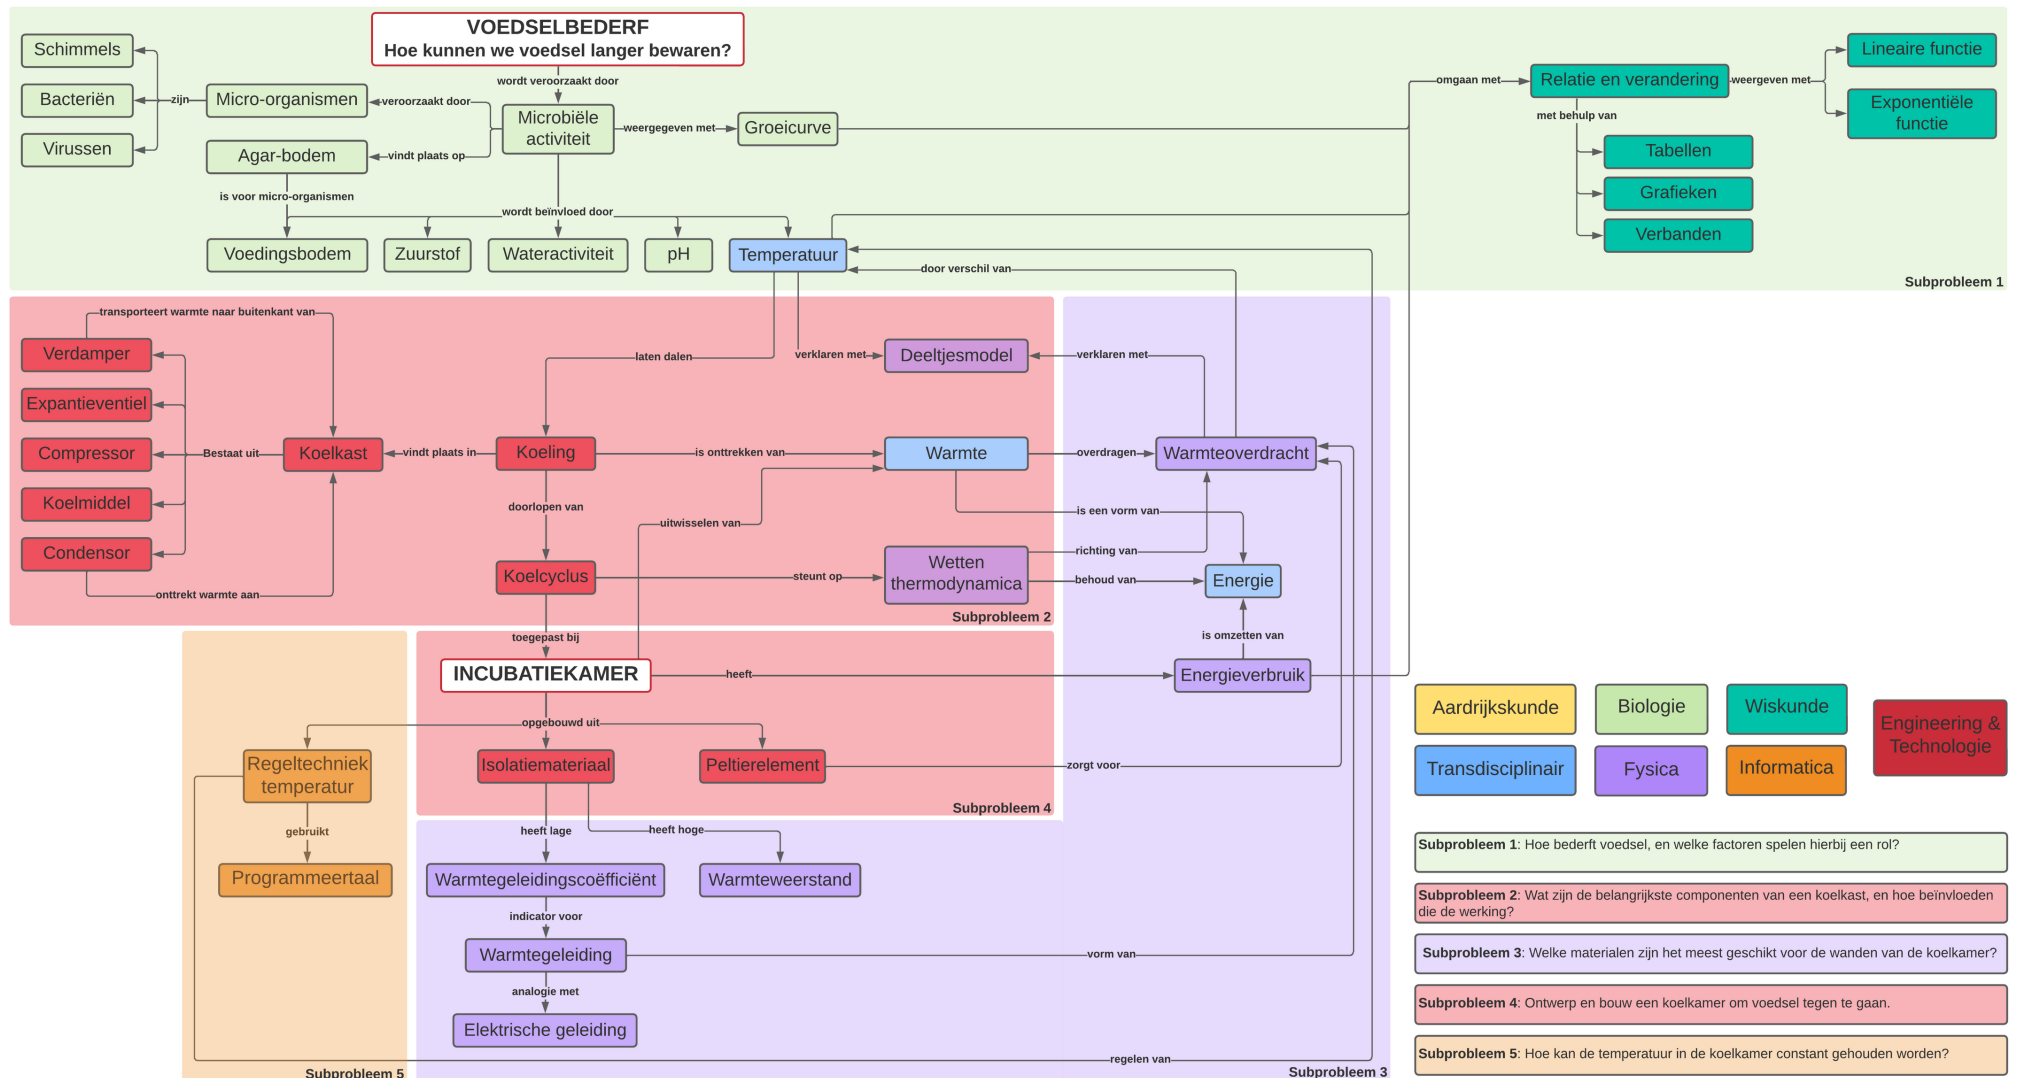 VOEDSELBEDERF
Hoe kunnen we voedsel langer bewaren?
wordt veroorzaakt door
Schimmels
Bacteriën
Virussen
zijn
Micro-organismen
veroorzaakt door
Microbiële
activiteit
weergegeven met
Groeicurve
Agar-bodem
vindt plaats op
is voor micro-organismen
wordt beïnvloed door
Voedingsbodem
Zuurstof
Wateractiviteit
pH
Temperatuur
omgaan met
Relatie en verandering
weergeven met
Lineaire functie
Exponentiële
functie
met behulp van
Tabellen
Grafieken
Verbanden
door verschil van
Subprobleem 1
transporteert warmte naar buitenkant van
Verdamper
Expantieventiel
Compressor
Koelmiddel
Condensor
Bestaat uit
Koelkast
vindt plaats in
Koeling
laten dalen
verklaren met
Deeltjesmodel
verklaren met
is onttrekken van
Warmte
overdragen
Warmteoverdracht
doorlopen van
uitwisselen van
is een vorm van
Koelcyclus
steunt op
Wetten
thermodynamica
richting van
behoud van
Energie
onttrekt warmte aan
Subprobleem 2
toegepast bij
is omzetten van
INCUBATIEKAMER
heeft
Energieverbruik
opgebouwd uit
Regeltechniek
temperatur
Isolatiemateriaal
Peltierelement
zorgt voor
Subprobleem 4
gebruikt
heeft lage
heeft hoge
Programmeertaal
Warmtegeleidingscoëfficiënt
Warmteweerstand
indicator voor
Warmtegeleiding
vorm van
analogie met
Elektrische geleiding
regelen van
Subprobleem 5
Subprobleem 3
Aardrijkskunde
Biologie
Wiskunde
Engineering &
Technologie
Transdisciplinair
Fysica
Informatica
Subprobleem 1: Hoe bederft voedsel, en welke factoren spelen hierbij een rol?
Subprobleem 2: Wat zijn de belangrijkste componenten van een koelkast, en hoe beïnvloeden
die de werking?
Subprobleem 3: Welke materialen zijn het meest geschikt voor de wanden van de koelkamer?
Subprobleem 4: Ontwerp en bouw een koelkamer om voedsel tegen te gaan.
Subprobleem 5: Hoe kan de temperatuur in de koelkamer constant gehouden worden?